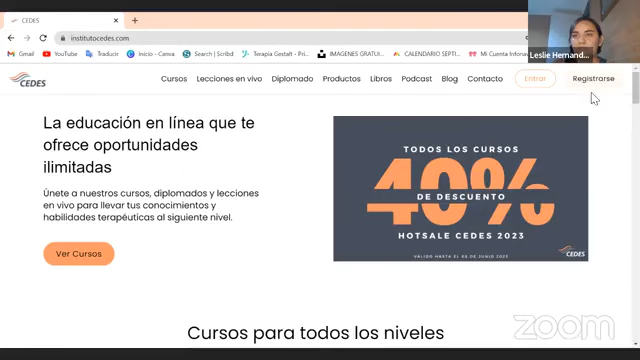 CEDES
institutocedes.com
Gmail
YouTube
Traducir
Inicio - Canva
Search | Scribd
Terapia Gestalt - Pri...
IMAGENES GRATUI...
CALENDARIO SEPTI...
Mi Cuenta Infonav
Leslie Hernand...
CEDES
Cursos
Lecciones en vivo
Diplomado
Productos
Libros
Podcast
Blog
Contacto
Entrar
Registrarse
La educación en línea que te
ofrece oportunidades
ilimitadas
Únete a nuestros cursos, diplomados y lecciones
en vivo para llevar tus conocimientos y
habilidades terapéuticas al siguiente nivel.
Ver Cursos
TODOS LOS CURSOS
40%
DE DESCUENTO
HOTSALE CEDES 2023
CEDES
Cursos para todos los niveles
zoom